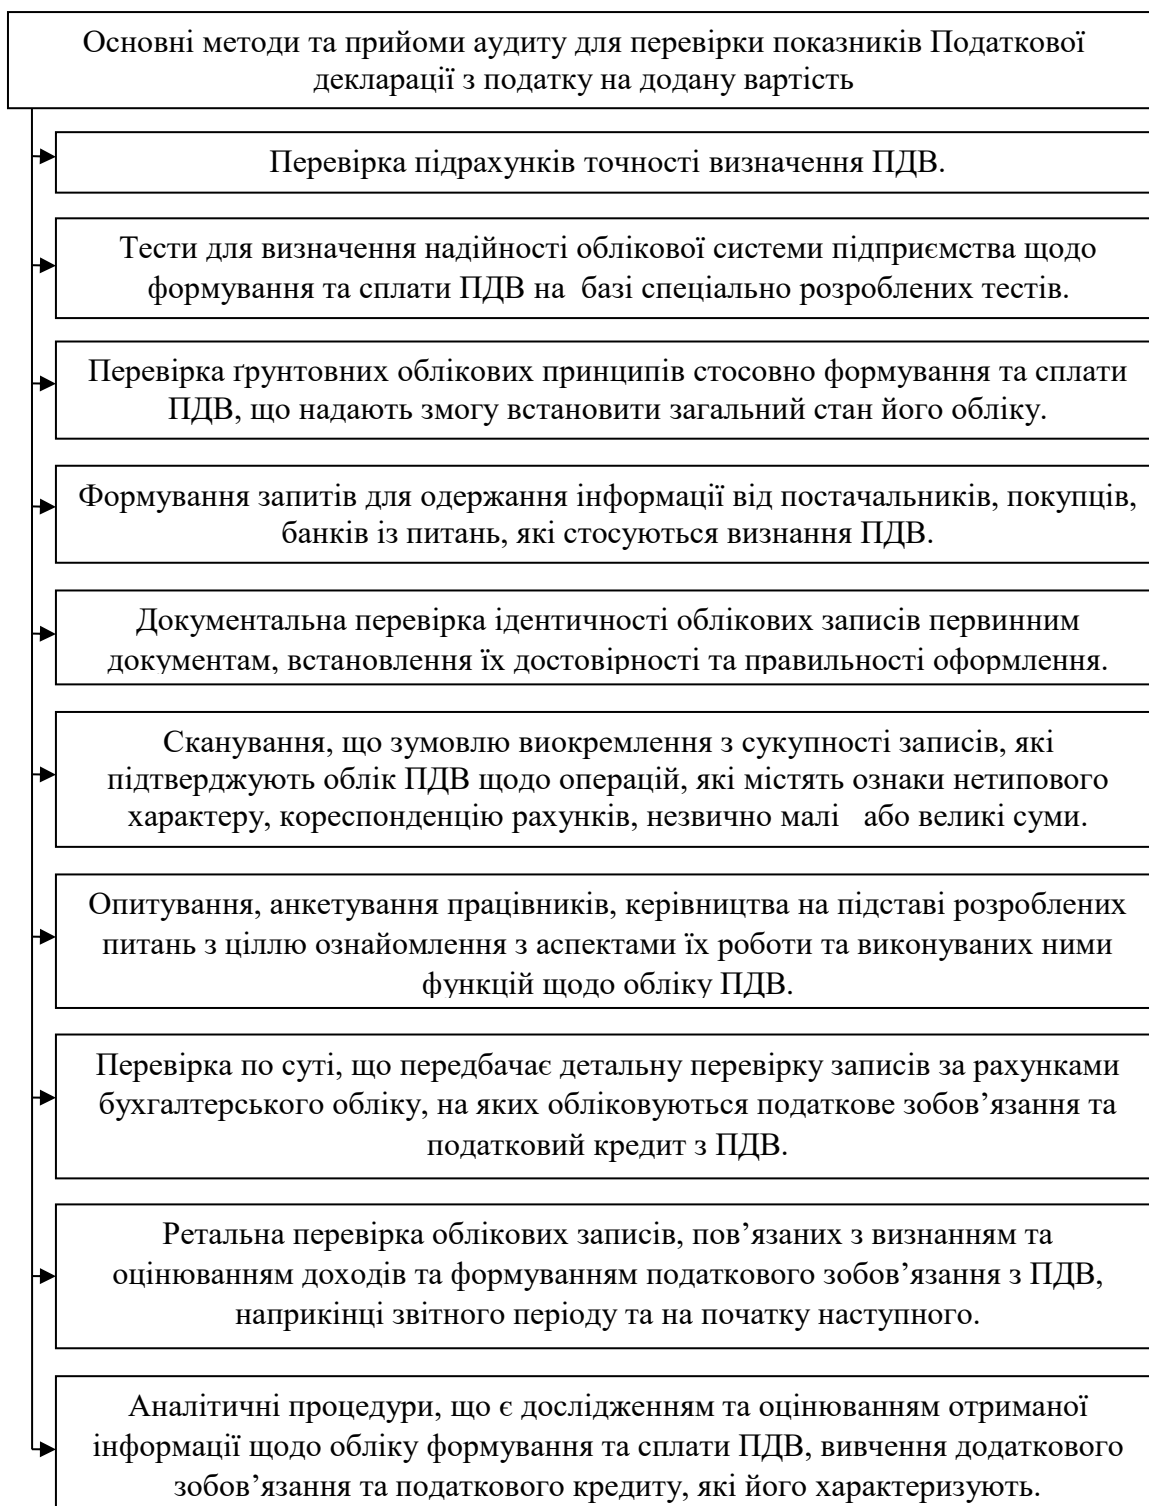 Основні методи та прийоми аудиту для перевірки показників Податкової
декларації з податку на додану вартість
Перевірка підрахунків точності визначення ПДВ.
Тести для визначення надійності облікової системи підприємства щодо
формування та сплати ПДВ на базі спеціально розроблених тестів.
Перевірка ґрунтовних облікових принципів стосовно формування та сплати
ПДВ, що надають змогу встановити загальний стан його обліку.
Формування запитів для одержання інформації від постачальників, покупців,
банків із питань, які стосуються визнання ПДВ.
Документальна перевірка ідентичності облікових записів первинним
документам, встановлення їх достовірності та правильності оформлення.
Сканування, що зумовлю виокремлення з сукупності записів, які
підтверджують облік ПДВ щодо операцій, які містять ознаки нетипового
характеру, кореспонденцію рахунків, незвично малі або великі суми.
Опитування, анкетування працівників, керівництва на підставі розроблених
питань з ціллю ознайомлення з аспектами їх роботи та виконуваних ними
функцій щодо обліку ПДВ.
Перевірка по суті, що передбачає детальну перевірку записів за рахунками
бухгалтерського обліку, на яких обліковуються податкове зобов’язання та
податковий кредит з ПДВ.
Ретальна перевірка облікових записів, пов’язаних з визнанням та
оцінюванням доходів та формуванням податкового зобов’язання з ПДВ,
наприкінці звітного періоду та на початку наступного.
Аналітичні процедури, що є дослідженням та оцінюванням отриманої
інформації щодо обліку формування та сплати ПДВ, вивчення додаткового
зобов’язання та податкового кредиту, які його характеризують.